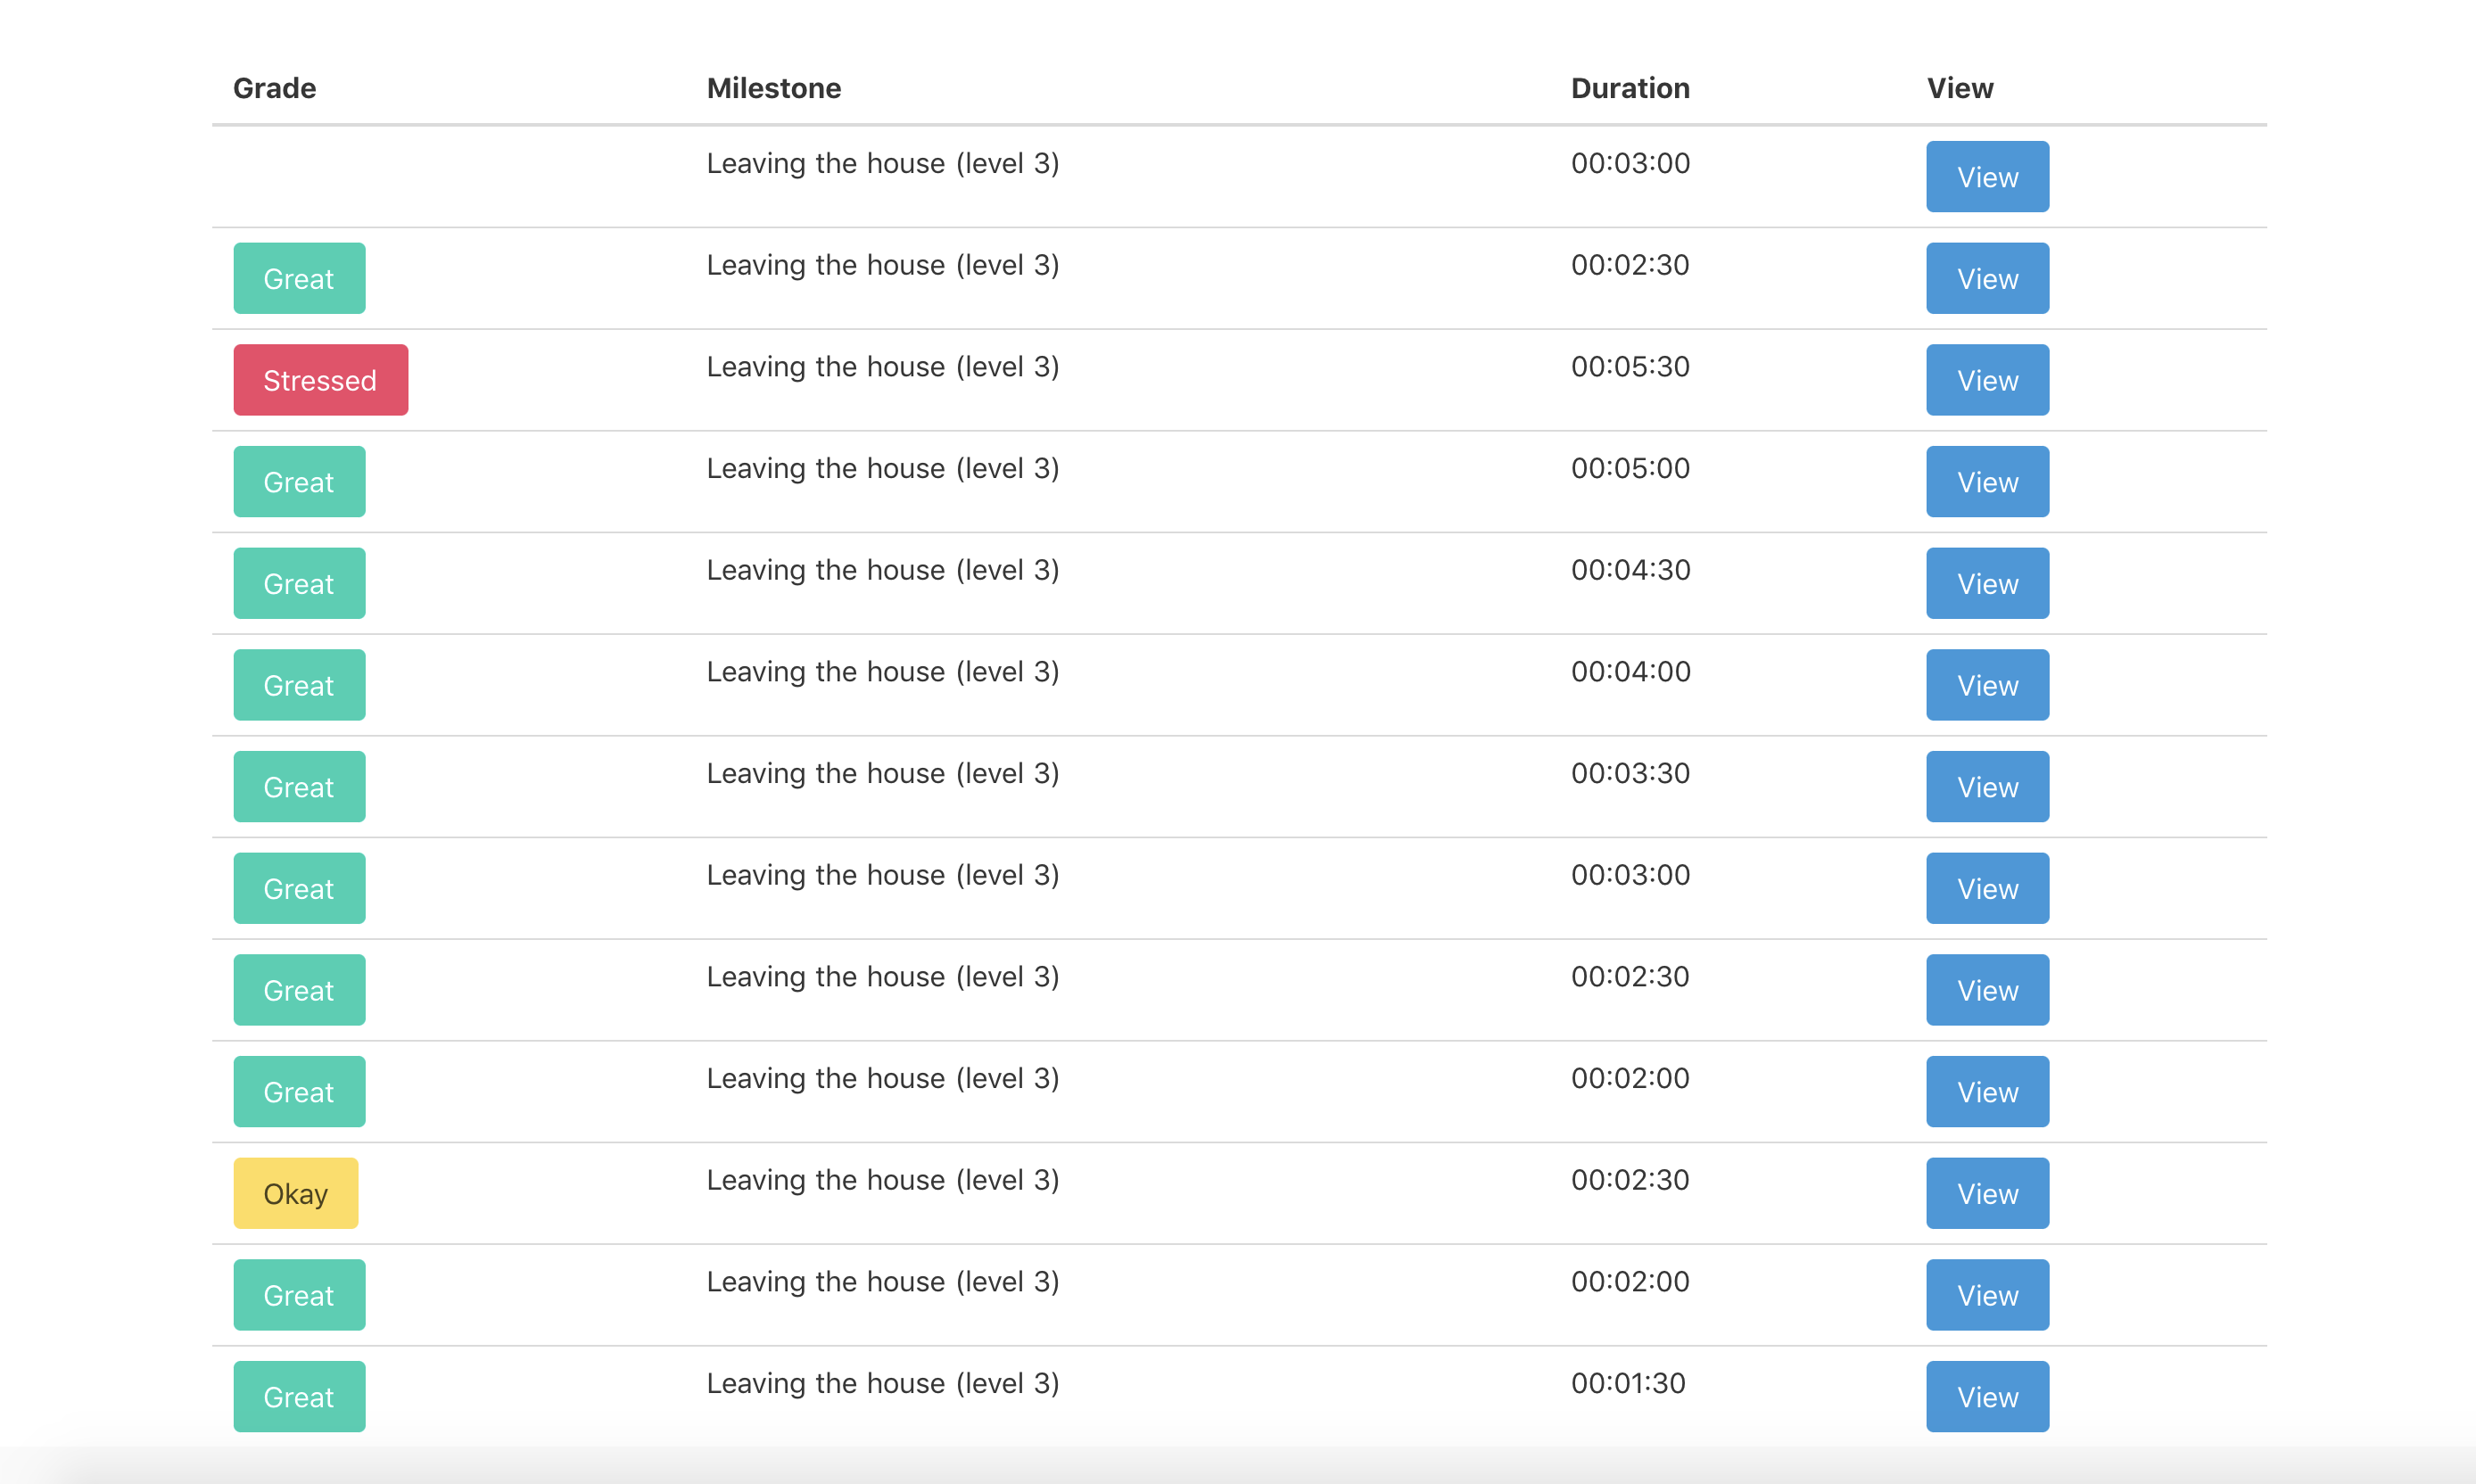 Grade Milestone Duration View
Leaving the house (level 3) 00:03:00 View
Great Leaving the house (level 3) 00:02:30 View
Stressed Leaving the house (level 3) 00:05:30 View
Great Leaving the house (level 3) 00:05:00 View
Great Leaving the house (level 3) 00:04:30 View
Great Leaving the house (level 3) 00:04:00 View
Great Leaving the house (level 3) 00:03:30 View
Great Leaving the house (level 3) 00:03:00 View
Great Leaving the house (level 3) 00:02:30 View
Great Leaving the house (level 3) 00:02:00 View
Okay Leaving the house (level 3) 00:02:30 View
Great Leaving the house (level 3) 00:02:00 View
Great Leaving the house (level 3) 00:01:30 View